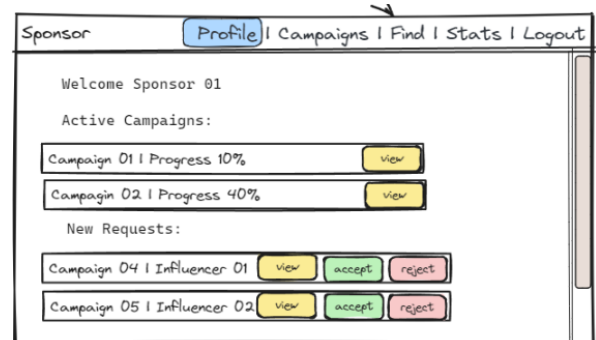 Sponsor Profile | Campaigns | Find | Stats | Logout
Welcome Sponsor 01
Active Campaigns:
Campaign 01 | Progress 10% view
Campagin 02 | Progress 40% view
New Requests:
Campaign 04 | Influencer 01 view accept reject
Campaign 05 | Influencer 02 view accept reject